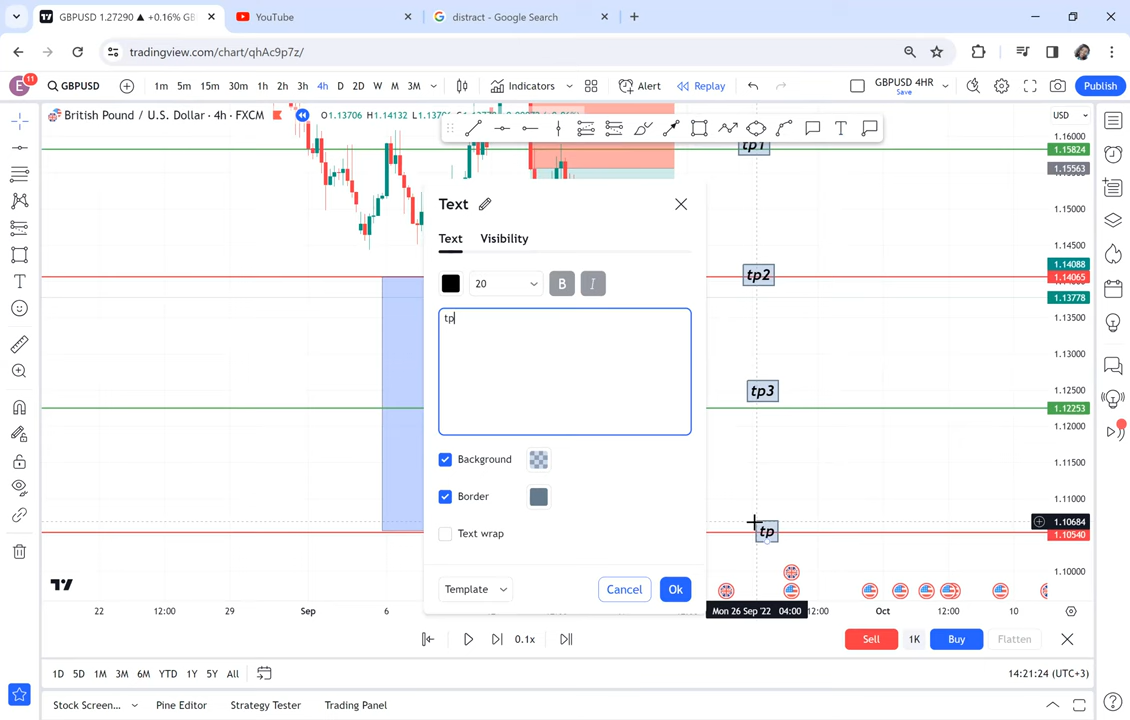 GBPUSD 1.27290 ▲ +0.16% GB
YouTube
distract - Google Search
tradingview.com/chart/qhAc9p7z/
E
11
GBPUSD
1m 5m 15m 30m 1h 2h 3h 4h D 2D W M 3M
Indicators
Alert
Replay
GBPUSD 4HR
Save
Publish
British Pound / U.S. Dollar · 4h · FXCM
O1.13706 H1.14132
USD
1.16000
tp1
1.15824
1.15563
1.15000
1.14500
tp2
1.14088
1.14065
1.13778
1.13500
1.13000
tp3
1.12500
1.12253
1.12000
1.11500
1.11000
1.10684
tp
1.10540
1.10000
Text
Text Visibility
20
B
I
tp
Background
Border
Text wrap
Template
Cancel
Ok
22 12:00 29 Sep 6
Mon 26 Sep '22 04:00
12:00 Oct 12:00 10
0.1x
Sell
1K
Buy
Flatten
1D 5D 1M 3M 6M YTD 1Y 5Y All
14:21:24 (UTC+3)
Stock Screen...
Pine Editor
Strategy Tester
Trading Panel